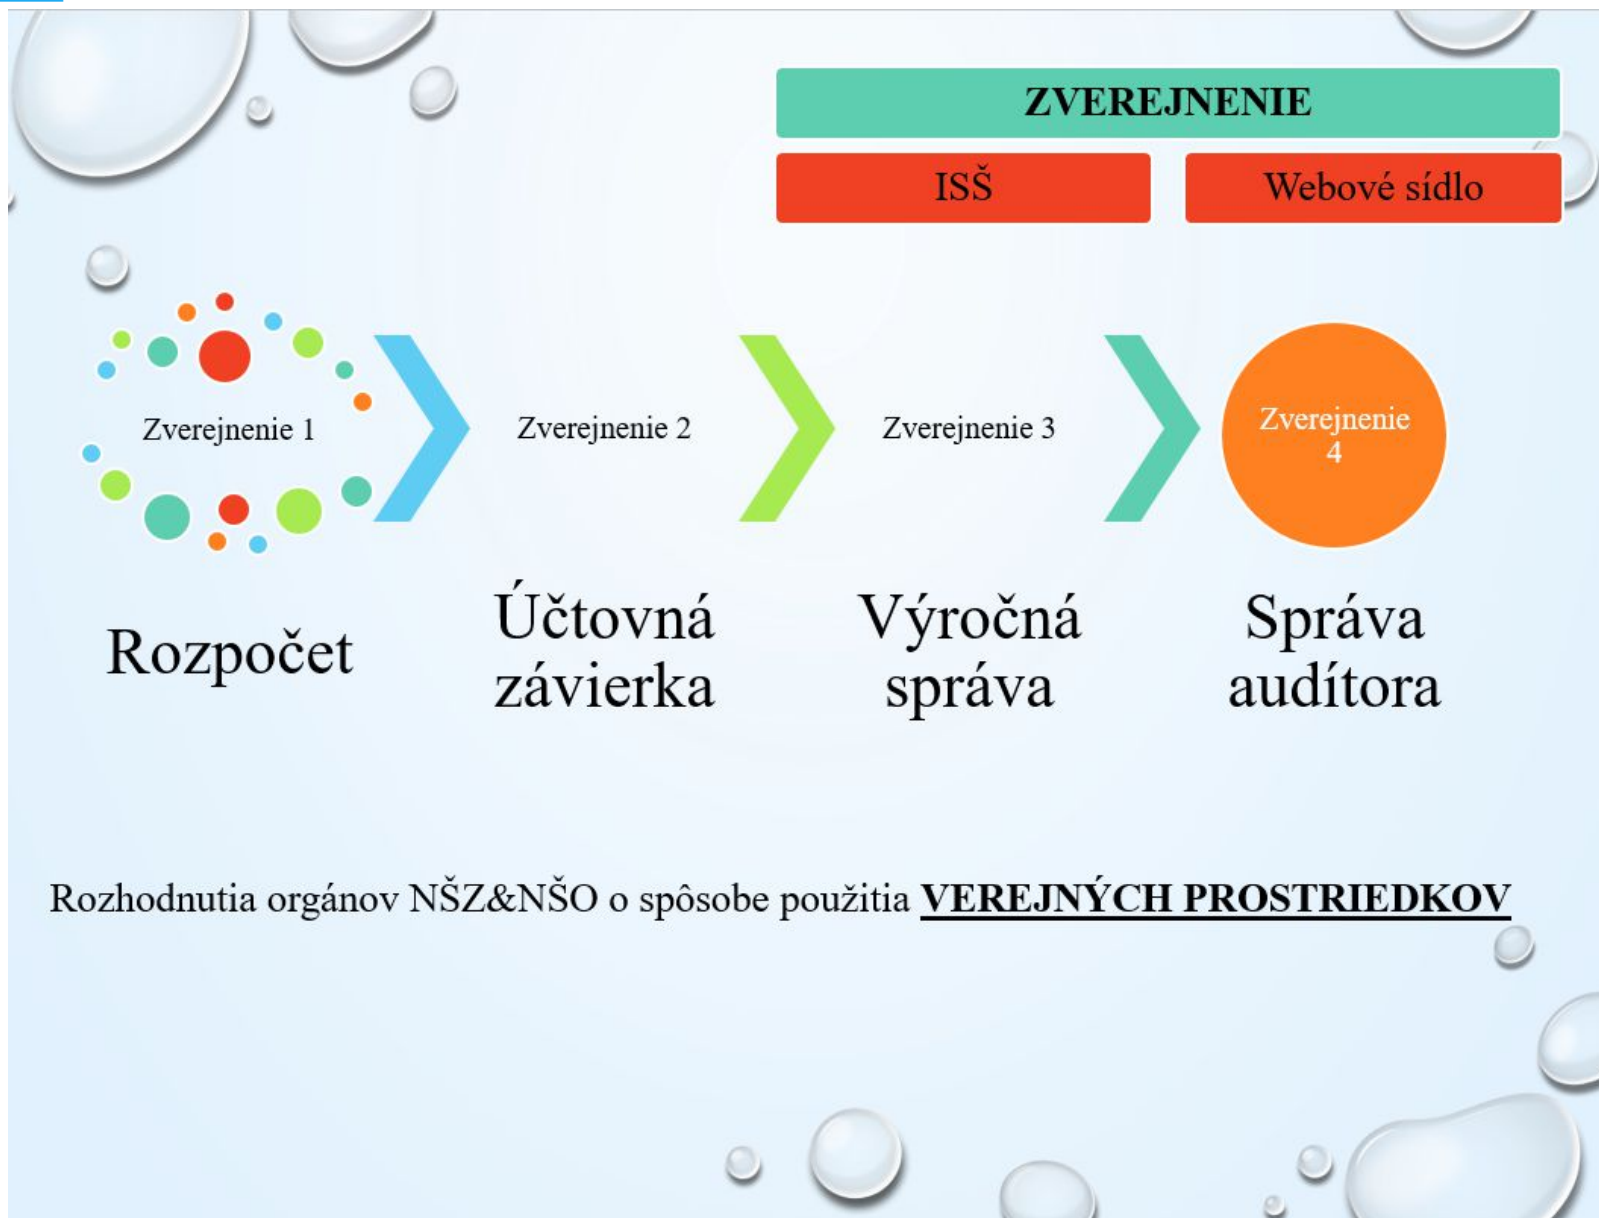 ZVEREJNENIE
ISŠ
Webové sídlo
Zverejnenie 1
Zverejnenie 2
Zverejnenie 3
Zverejnenie
4
Rozpočet
Účtovná
závierka
Výročná
správa
Správa
audítora
Rozhodnutia orgánov NŠZ&NŠO o spôsobe použitia VEREJNÝCH PROSTRIEDKOV